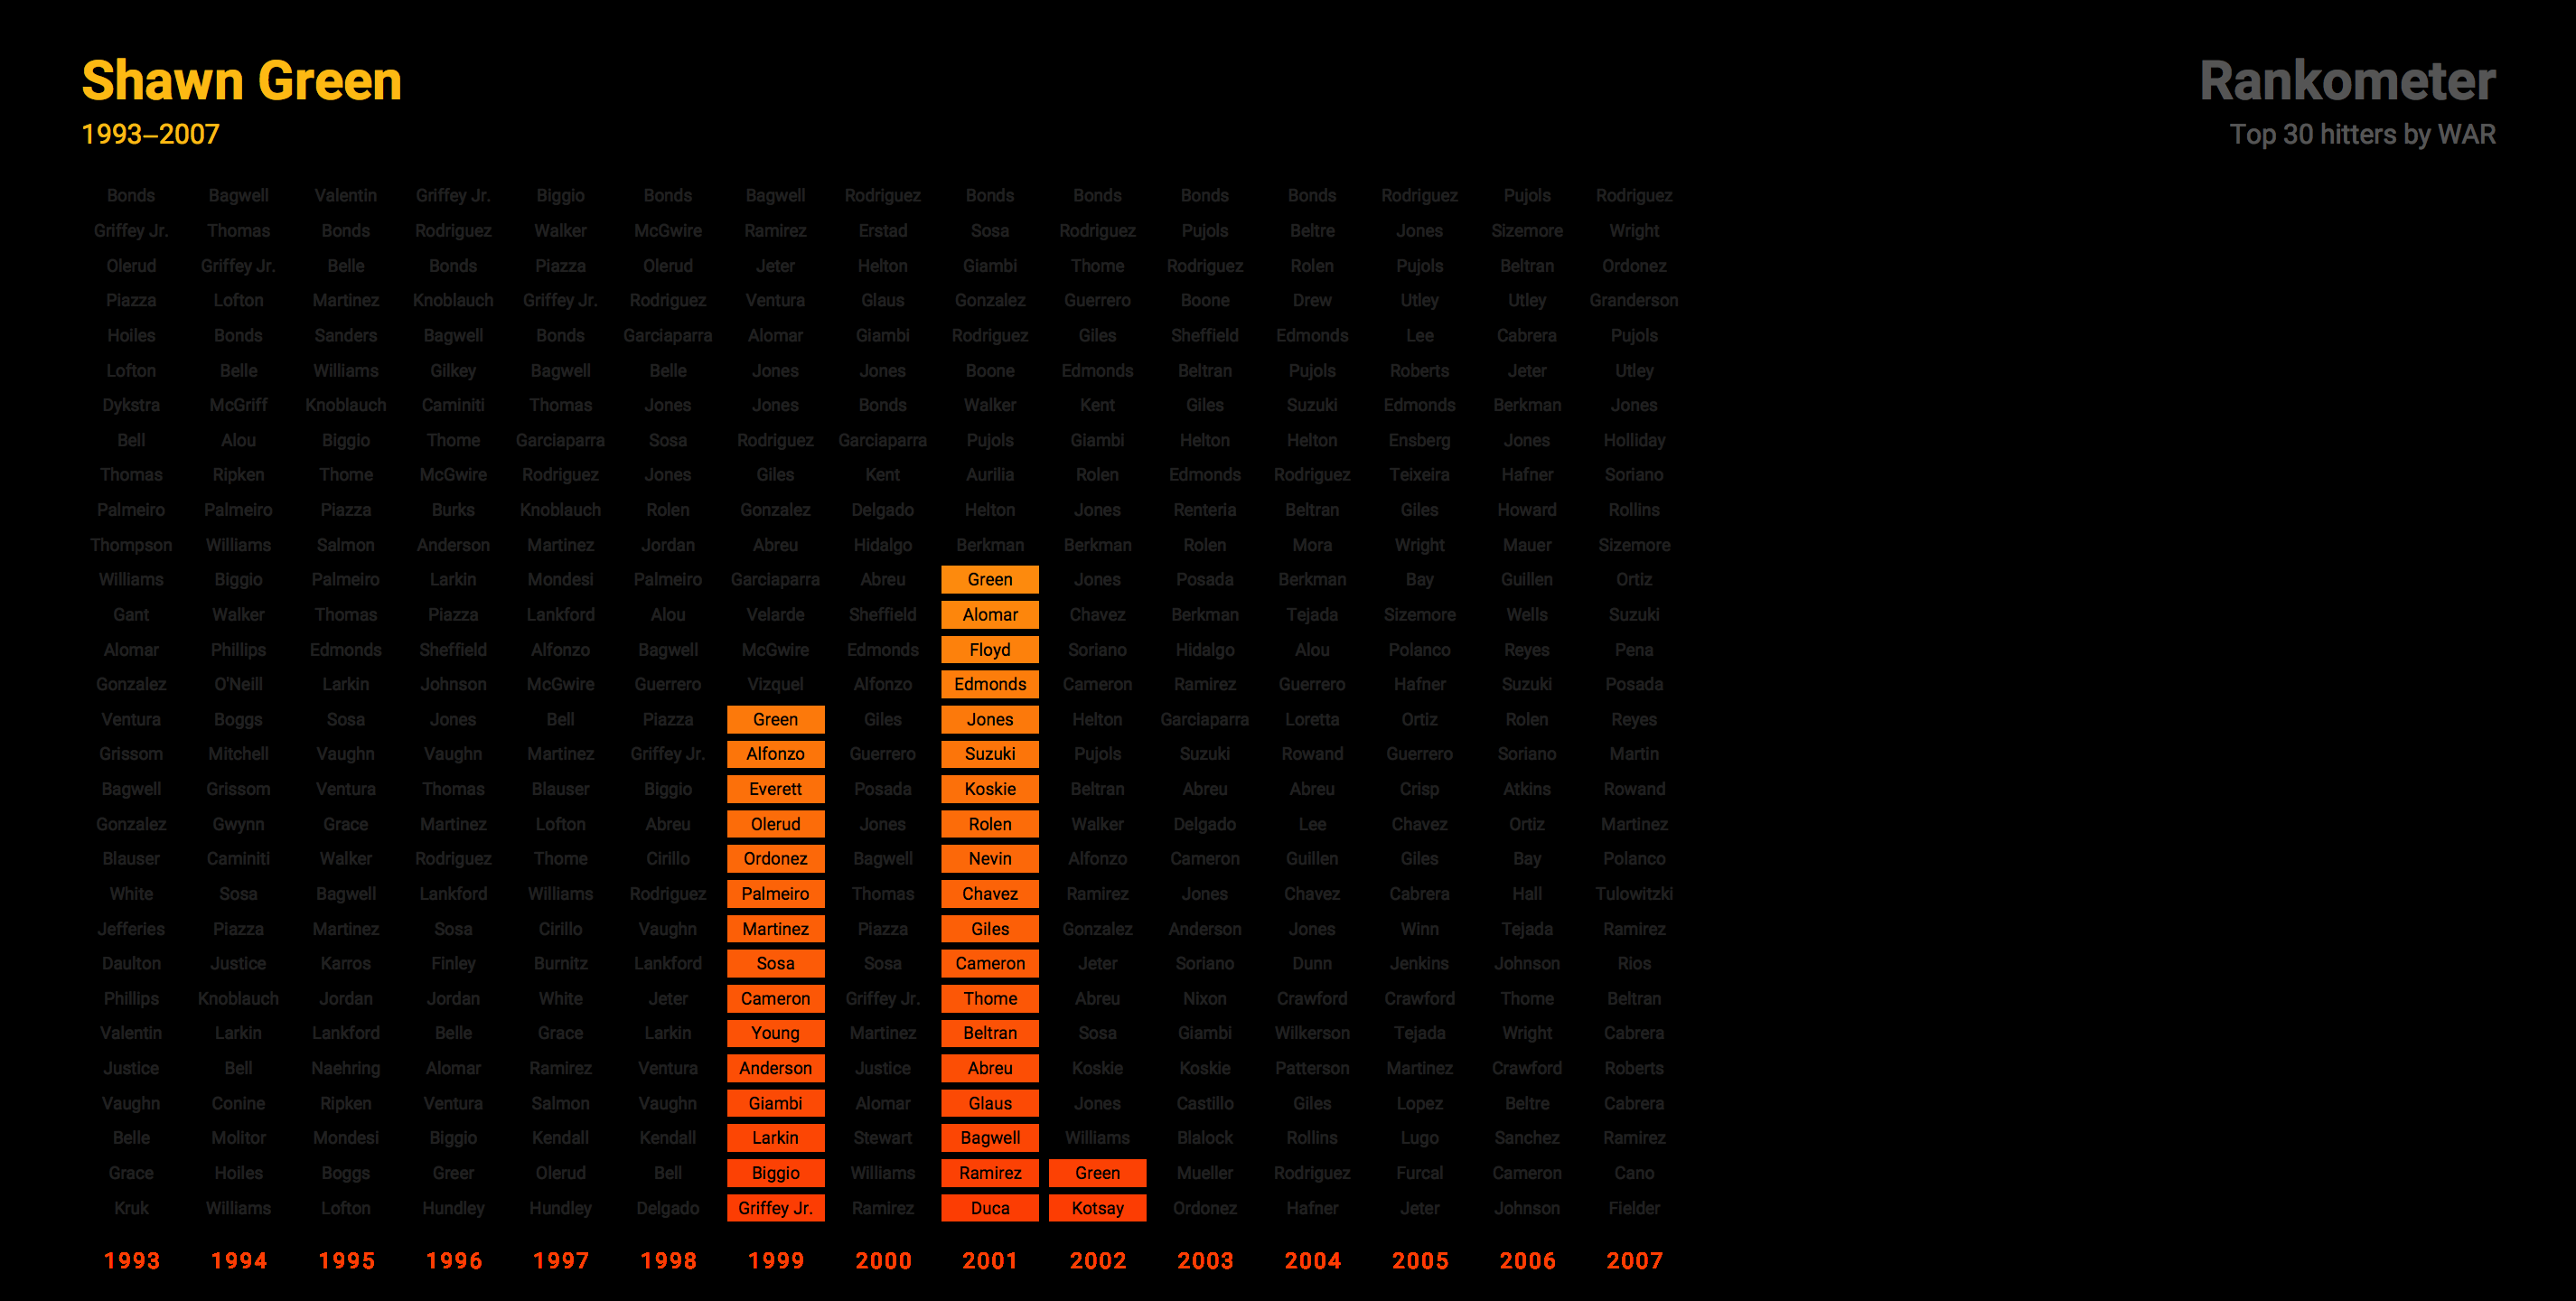 Shawn Green
1993–2007
Rankometer
Top 30 hitters by WAR
Bonds Bagwell Valentin Griffey Jr. Biggio Bonds Bagwell Rodriguez Bonds Bonds Bonds Bonds Rodriguez Pujols Rodriguez
Griffey Jr. Thomas Bonds Rodriguez Walker McGwire Ramirez Erstad Sosa Rodriguez Pujols Beltre Jones Sizemore Wright
Olerud Griffey Jr. Belle Bonds Piazza Olerud Jeter Helton Giambi Thome Rodriguez Rolen Pujols Beltran Ordonez
Piazza Lofton Martinez Knoblauch Griffey Jr. Rodriguez Ventura Glaus Gonzalez Guerrero Boone Drew Utley Utley Granderson
Hoiles Bonds Sanders Bagwell Bonds Garciaparra Alomar Giambi Rodriguez Giles Sheffield Edmonds Lee Cabrera Pujols
Lofton Belle Williams Gilkey Bagwell Belle Jones Jones Boone Edmonds Beltran Pujols Roberts Jeter Utley
Dykstra McGriff Knoblauch Caminiti Thomas Jones Jones Bonds Walker Kent Giles Suzuki Edmonds Berkman Jones
Bell Alou Biggio Thome Garciaparra Sosa Rodriguez Garciaparra Pujols Giambi Helton Helton Ensberg Jones Holliday
Thomas Ripken Thome McGwire Rodriguez Jones Giles Kent Aurilia Rolen Edmonds Rodriguez Teixeira Hafner Soriano
Palmeiro Palmeiro Piazza Burks Knoblauch Rolen Gonzalez Delgado Helton Jones Renteria Beltran Giles Howard Rollins
Thompson Williams Salmon Anderson Martinez Jordan Abreu Hidalgo Berkman Berkman Rolen Mora Wright Mauer Sizemore
Williams Biggio Palmeiro Larkin Mondesi Palmeiro Garciaparra Abreu Green Jones Posada Berkman Bay Guillen Ortiz
Gant Walker Thomas Piazza Lankford Alou Velarde Sheffield Alomar Chavez Berkman Tejada Sizemore Wells Suzuki
Alomar Phillips Edmonds Sheffield Alfonzo Bagwell McGwire Edmonds Floyd Soriano Hidalgo Alou Polanco Reyes Pena
Gonzalez O'Neill Larkin Johnson McGwire Guerrero Vizquel Alfonzo Edmonds Cameron Ramirez Guerrero Hafner Suzuki Posada
Ventura Boggs Sosa Jones Bell Piazza Green Giles Jones Helton Garciaparra Loretta Ortiz Rolen Reyes
Grissom Mitchell Vaughn Vaughn Martinez Griffey Jr. Alfonzo Guerrero Suzuki Pujols Suzuki Rowand Guerrero Soriano Martin
Bagwell Grissom Ventura Thomas Blauser Biggio Everett Posada Koskie Beltran Abreu Abreu Crisp Atkins Rowand
Gonzalez Gwynn Grace Martinez Lofton Abreu Olerud Jones Rolen Walker Delgado Lee Chavez Ortiz Martinez
Blauser Caminiti Walker Rodriguez Thome Cirillo Ordonez Bagwell Nevin Alfonzo Cameron Guillen Giles Bay Polanco
White Sosa Bagwell Lankford Williams Rodriguez Palmeiro Thomas Chavez Ramirez Jones Chavez Cabrera Hall Tulowitzki
Jefferies Piazza Martinez Sosa Cirillo Vaughn Martinez Piazza Giles Gonzalez Anderson Jones Winn Tejada Ramirez
Daulton Justice Karros Finley Burnitz Lankford Sosa Sosa Cameron Jeter Soriano Dunn Jenkins Johnson Rios
Phillips Knoblauch Jordan Jordan White Jeter Cameron Griffey Jr. Thome Abreu Nixon Crawford Crawford Thome Beltran
Valentin Larkin Lankford Belle Grace Larkin Young Martinez Beltran Sosa Giambi Wilkerson Tejada Wright Cabrera
Justice Bell Naehring Alomar Ramirez Ventura Anderson Justice Abreu Koskie Koskie Patterson Martinez Crawford Roberts
Vaughn Conine Ripken Ventura Salmon Vaughn Giambi Alomar Glaus Jones Castillo Giles Lopez Beltre Cabrera
Belle Molitor Mondesi Biggio Kendall Kendall Larkin Stewart Bagwell Williams Blalock Rollins Lugo Sanchez Ramirez
Grace Hoiles Boggs Greer Olerud Bell Biggio Williams Ramirez Green Mueller Rodriguez Furcal Cameron Cano
Kruk Williams Lofton Hundley Hundley Delgado Griffey Jr. Ramirez Duca Kotsay Ordonez Hafner Jeter Johnson Fielder
1993 1994 1995 1996 1997 1998 1999 2000 2001 2002 2003 2004 2005 2006 2007